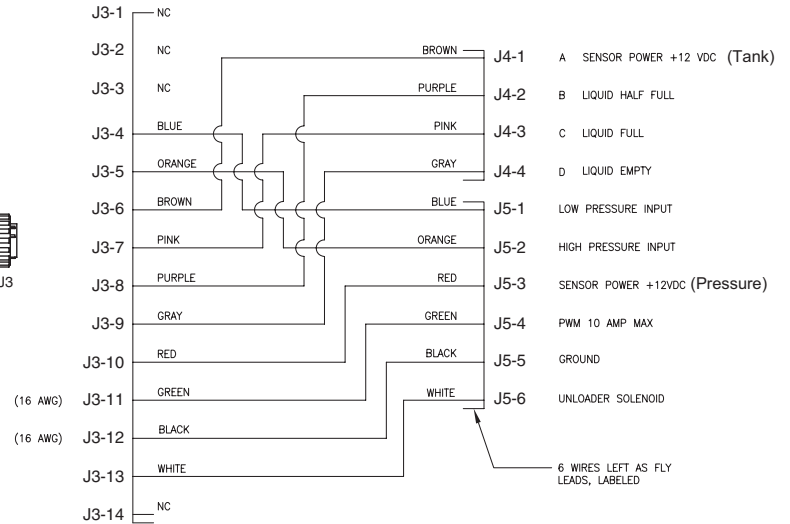 J3-1 NC
J3-2 NC BROWN J4-1 A SENSOR POWER +12 VDC (Tank)
J3-3 NC PURPLE J4-2 B LIQUID HALF FULL
J3-4 BLUE PINK J4-3 C LIQUID FULL
J3-5 ORANGE GRAY J4-4 D LIQUID EMPTY
J3-6 BROWN BLUE J5-1 LOW PRESSURE INPUT
J3-7 PINK ORANGE J5-2 HIGH PRESSURE INPUT
J3
J3-8 PURPLE RED J5-3 SENSOR POWER +12VDC (Pressure)
J3-9 GRAY GREEN J5-4 PWM 10 AMP MAX
J3-10 RED BLACK J5-5 GROUND
(16 AWG) J3-11 GREEN WHITE J5-6 UNLOADER SOLENOID
(16 AWG) J3-12 BLACK
J3-13 WHITE
6 WIRES LEFT AS FLY
LEADS, LABELED
J3-14 NC